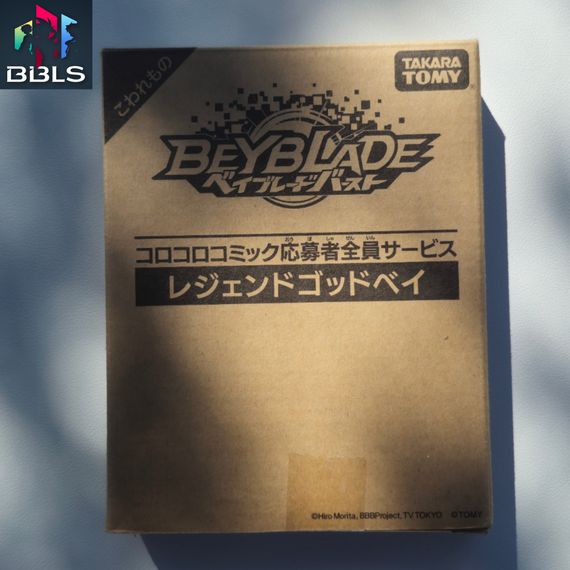 BiBLS
こわれもの
TAKARA
TOMY
BEYBLADE
ベイブレードバースト
おうぼしゃぜんいん
コロコロコミック応募者全員サービス
レジェンドゴッドベイ
©Hiro Morita, BBBProject, TV TOKYO ©TOMY